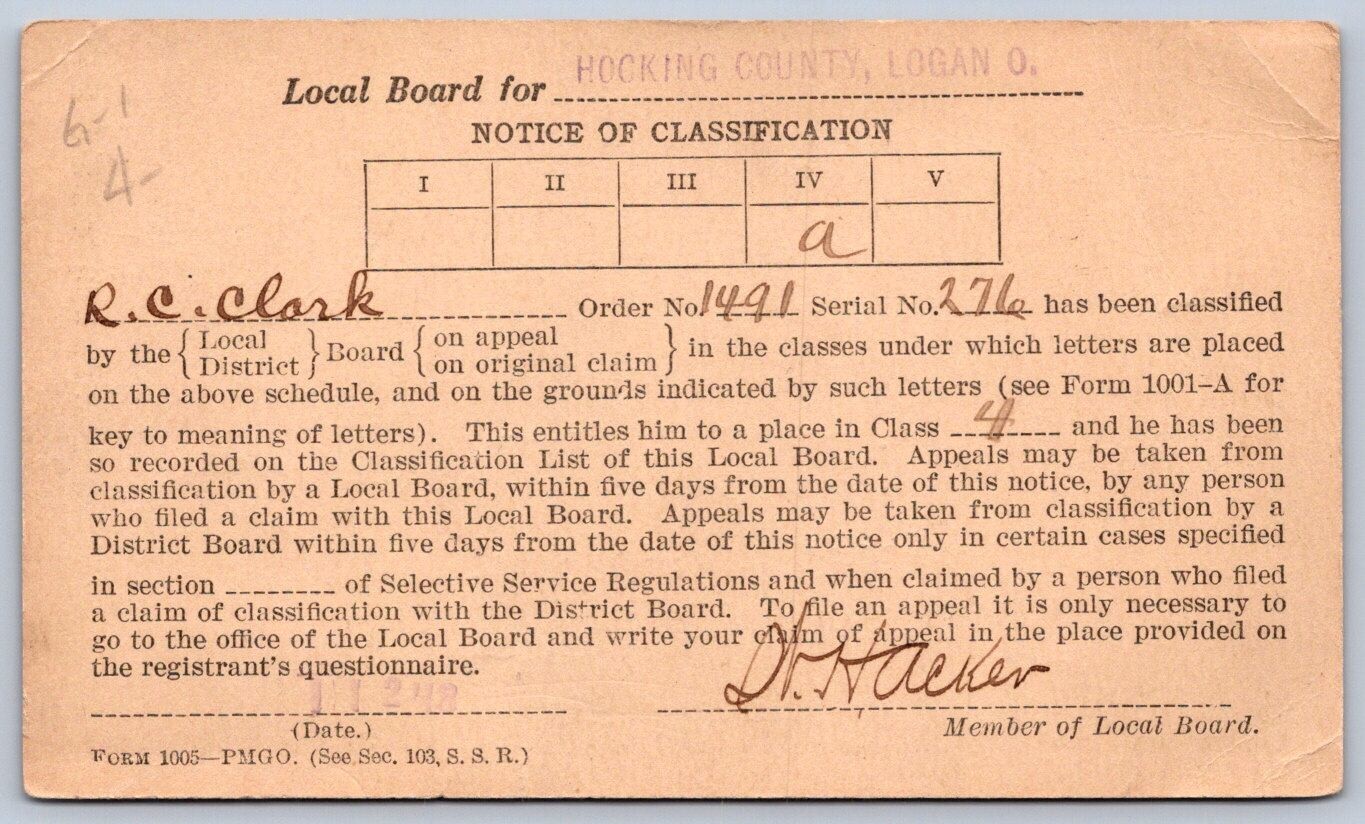 HOCKING COUNTY, LOGAN O.
Local Board for
G-1
4-
NOTICE OF CLASSIFICATION
I II III IV V
a
R. C. Clark Order No. 1491 Serial No. 276 has been classified
by the { Local District } Board { on appeal on original claim } in the classes under which letters are placed
on the above schedule, and on the grounds indicated by such letters (see Form 1001–A for
key to meaning of letters). This entitles him to a place in Class 4 and he has been
so recorded on the Classification List of this Local Board. Appeals may be taken from
classification by a Local Board, within five days from the date of this notice, by any person
who filed a claim with this Local Board. Appeals may be taken from classification by a
District Board within five days from the date of this notice only in certain cases specified
in section of Selective Service Regulations and when claimed by a person who filed
a claim of classification with the District Board. To file an appeal it is only necessary to
go to the office of the Local Board and write your claim of appeal in the place provided on
the registrant's questionnaire.
Hacker
(Date.) Member of Local Board.
FORM 1005—PMGO. (See Sec. 103, S. S. R.)